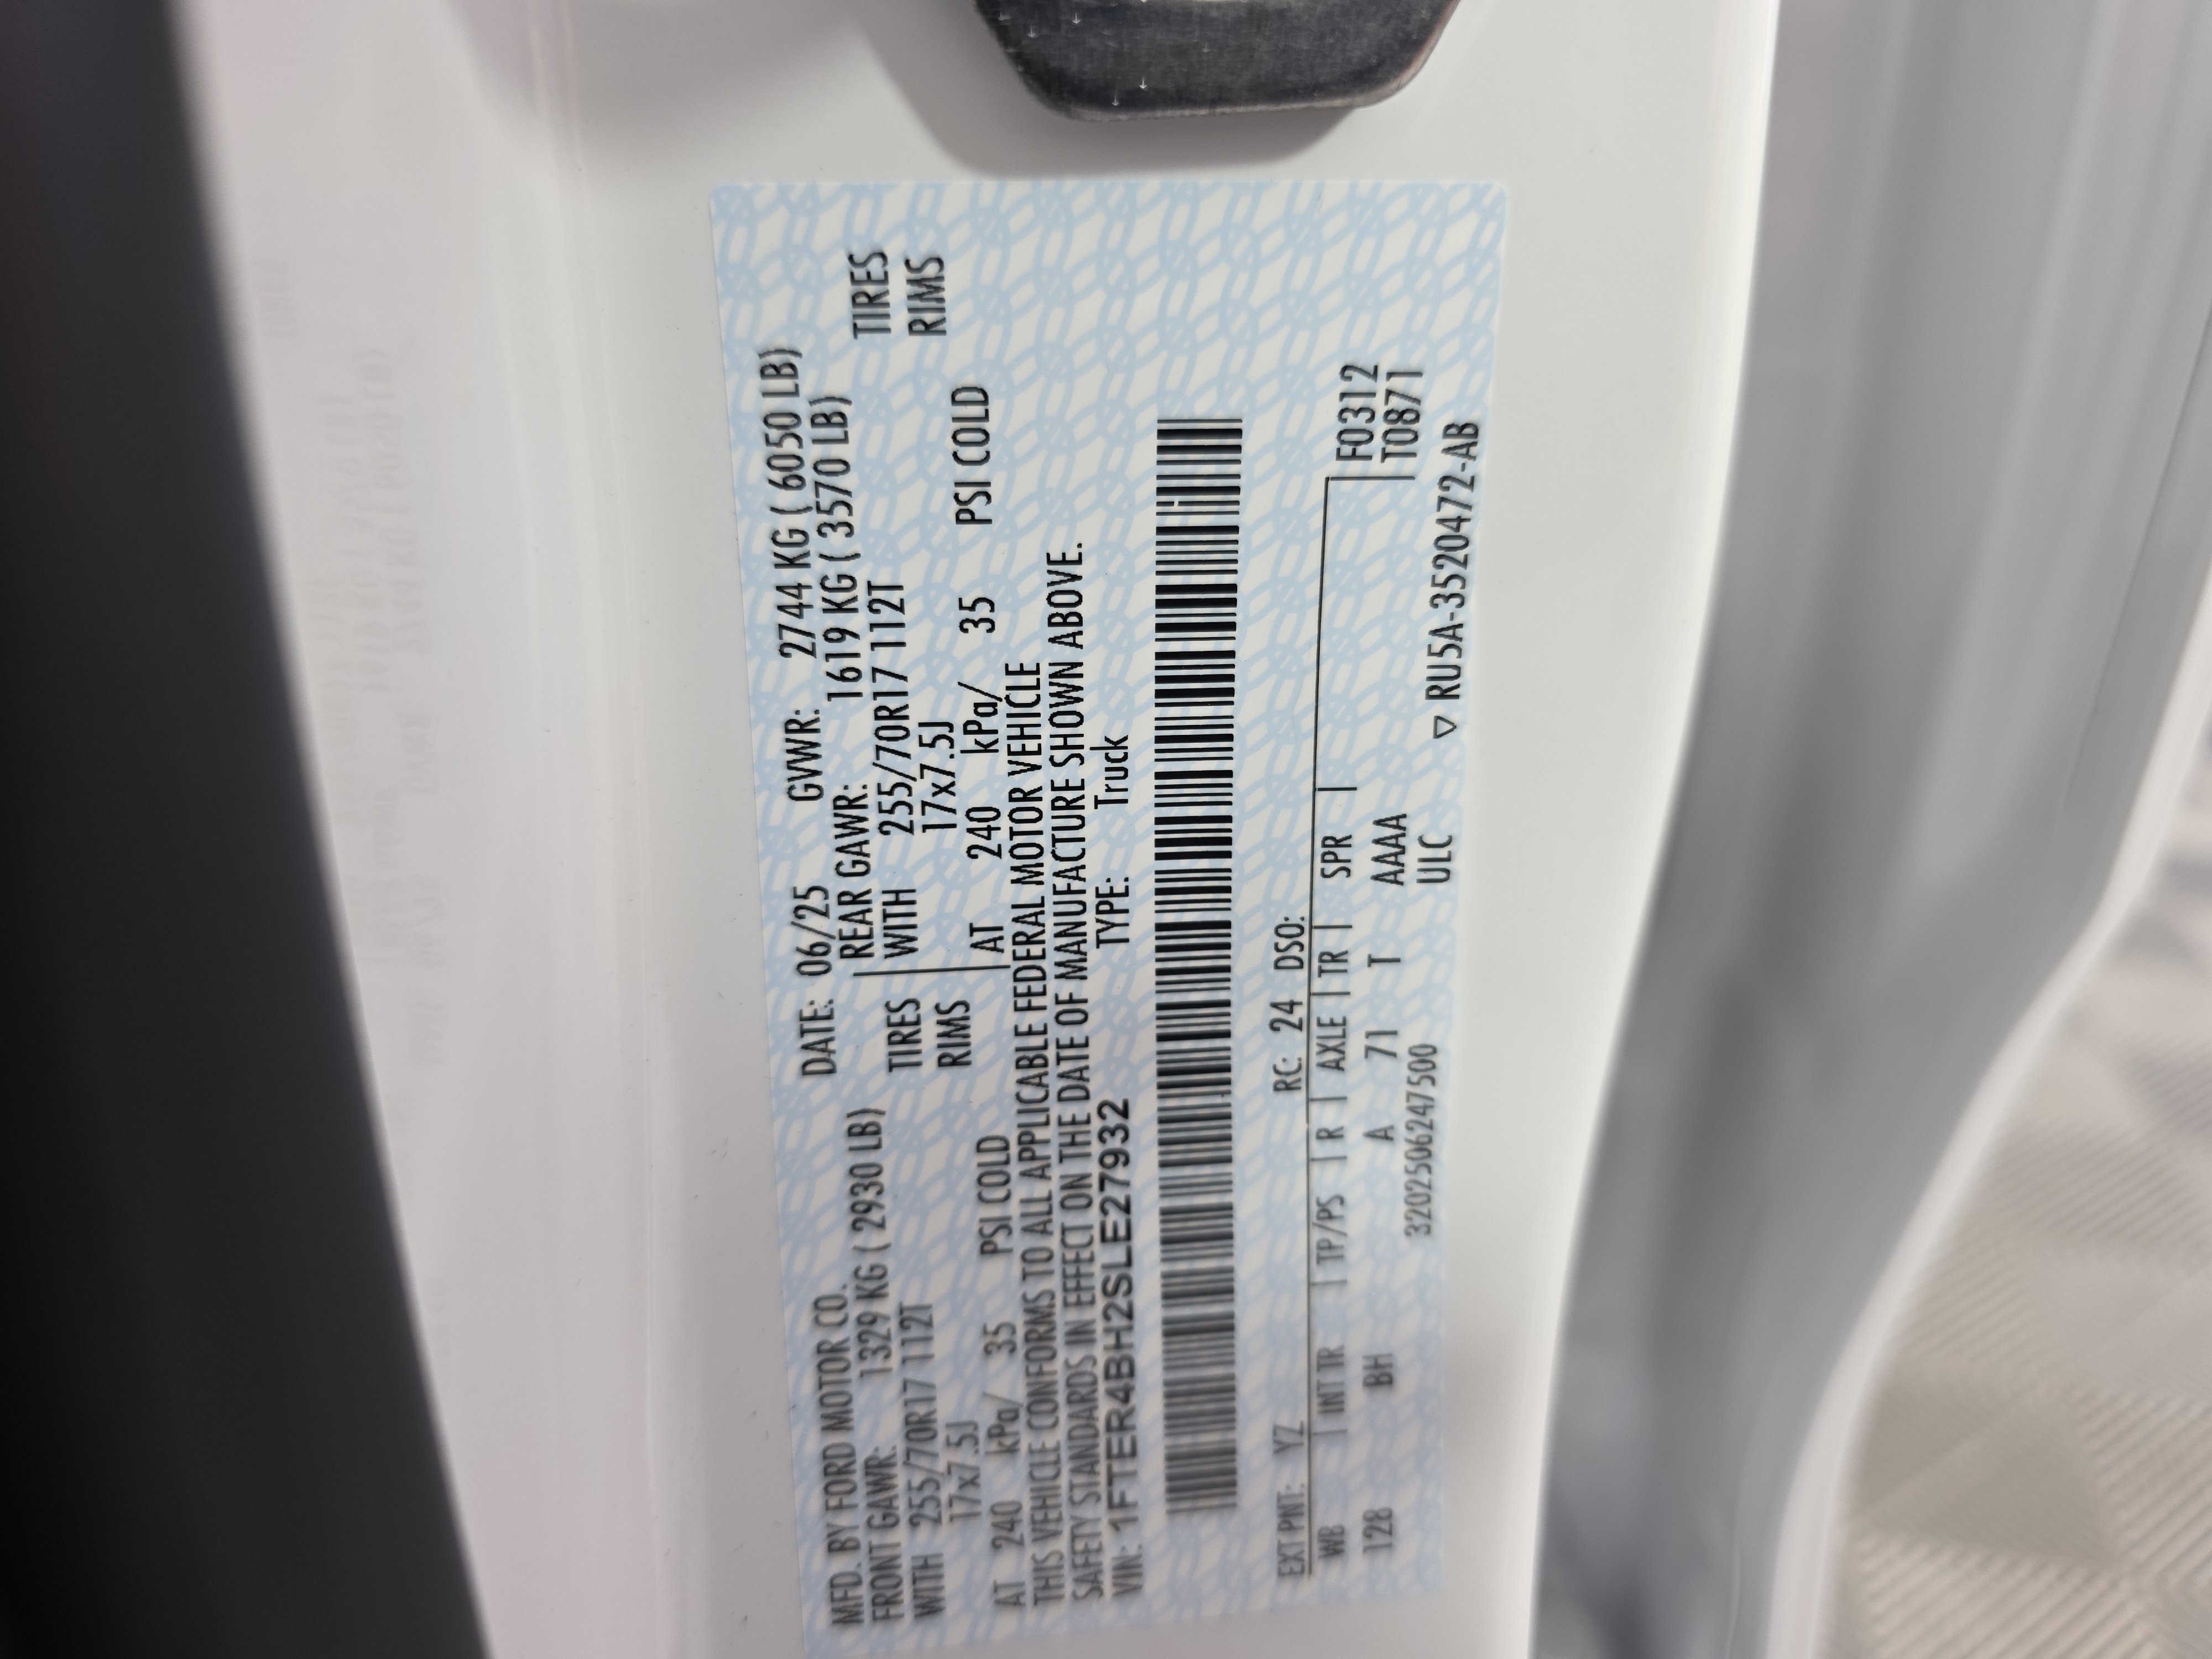 MFD. BY FORD MOTOR CO. DATE: 06/25 GVWR: 2744 KG ( 6050 LB)
FRONT GAWR: 1329 KG ( 2930 LB) REAR GAWR: 1619 KG ( 3570 LB)
WITH 255/70R17 112T TIRES WITH 255/70R17 112T TIRES
17x7.5J RIMS 17x7.5J RIMS
AT 240 kPa/ 35 PSI COLD AT 240 kPa/ 35 PSI COLD
THIS VEHICLE CONFORMS TO ALL APPLICABLE FEDERAL MOTOR VEHICLE
SAFETY STANDARDS IN EFFECT ON THE DATE OF MANUFACTURE SHOWN ABOVE.
VIN: 1FTER4BH2SLE27932 TYPE: Truck
EXT PNT: YZ RC: 24 DSO:
WB | INT TR | TP/PS | R | AXLE | TR | SPR | F0312
128 BH A 71 T AAAA T0871
3202506247500 ULC ▽ RU5A-3520472-AB